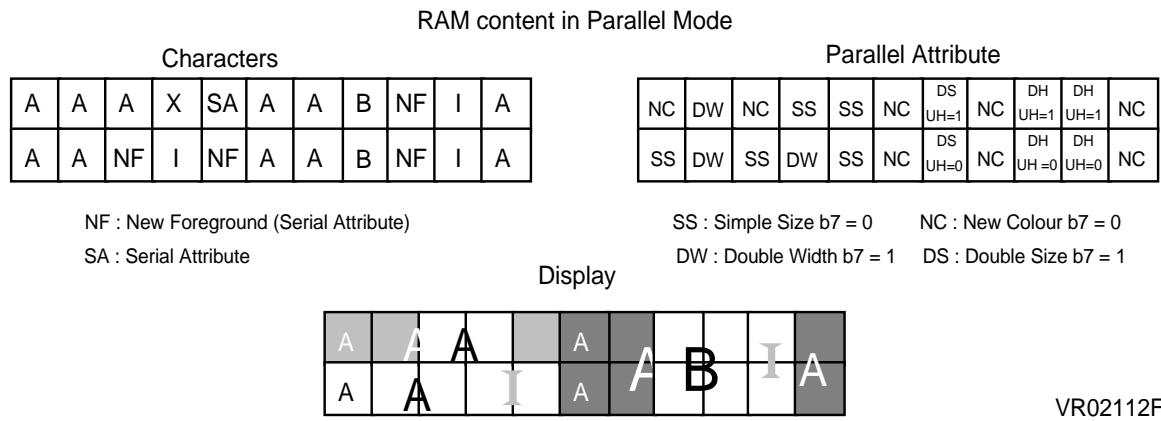 RAM content in Parallel Mode
Characters
Parallel Attribute
A A A X SA A A B NF I A
NC DW NC SS SS NC DS UH=1 NC DH UH=1 DH UH=1 NC
A A NF I NF A A B NF I A
SS DW SS DW SS NC DS UH=0 NC DH UH =0 DH UH=0 NC
NF : New Foreground (Serial Attribute)
SS : Simple Size b7 = 0
NC : New Colour b7 = 0
SA : Serial Attribute
DW : Double Width b7 = 1
DS : Double Size b7 = 1
Display
A A A A A B I A
A A I A
VR02112F